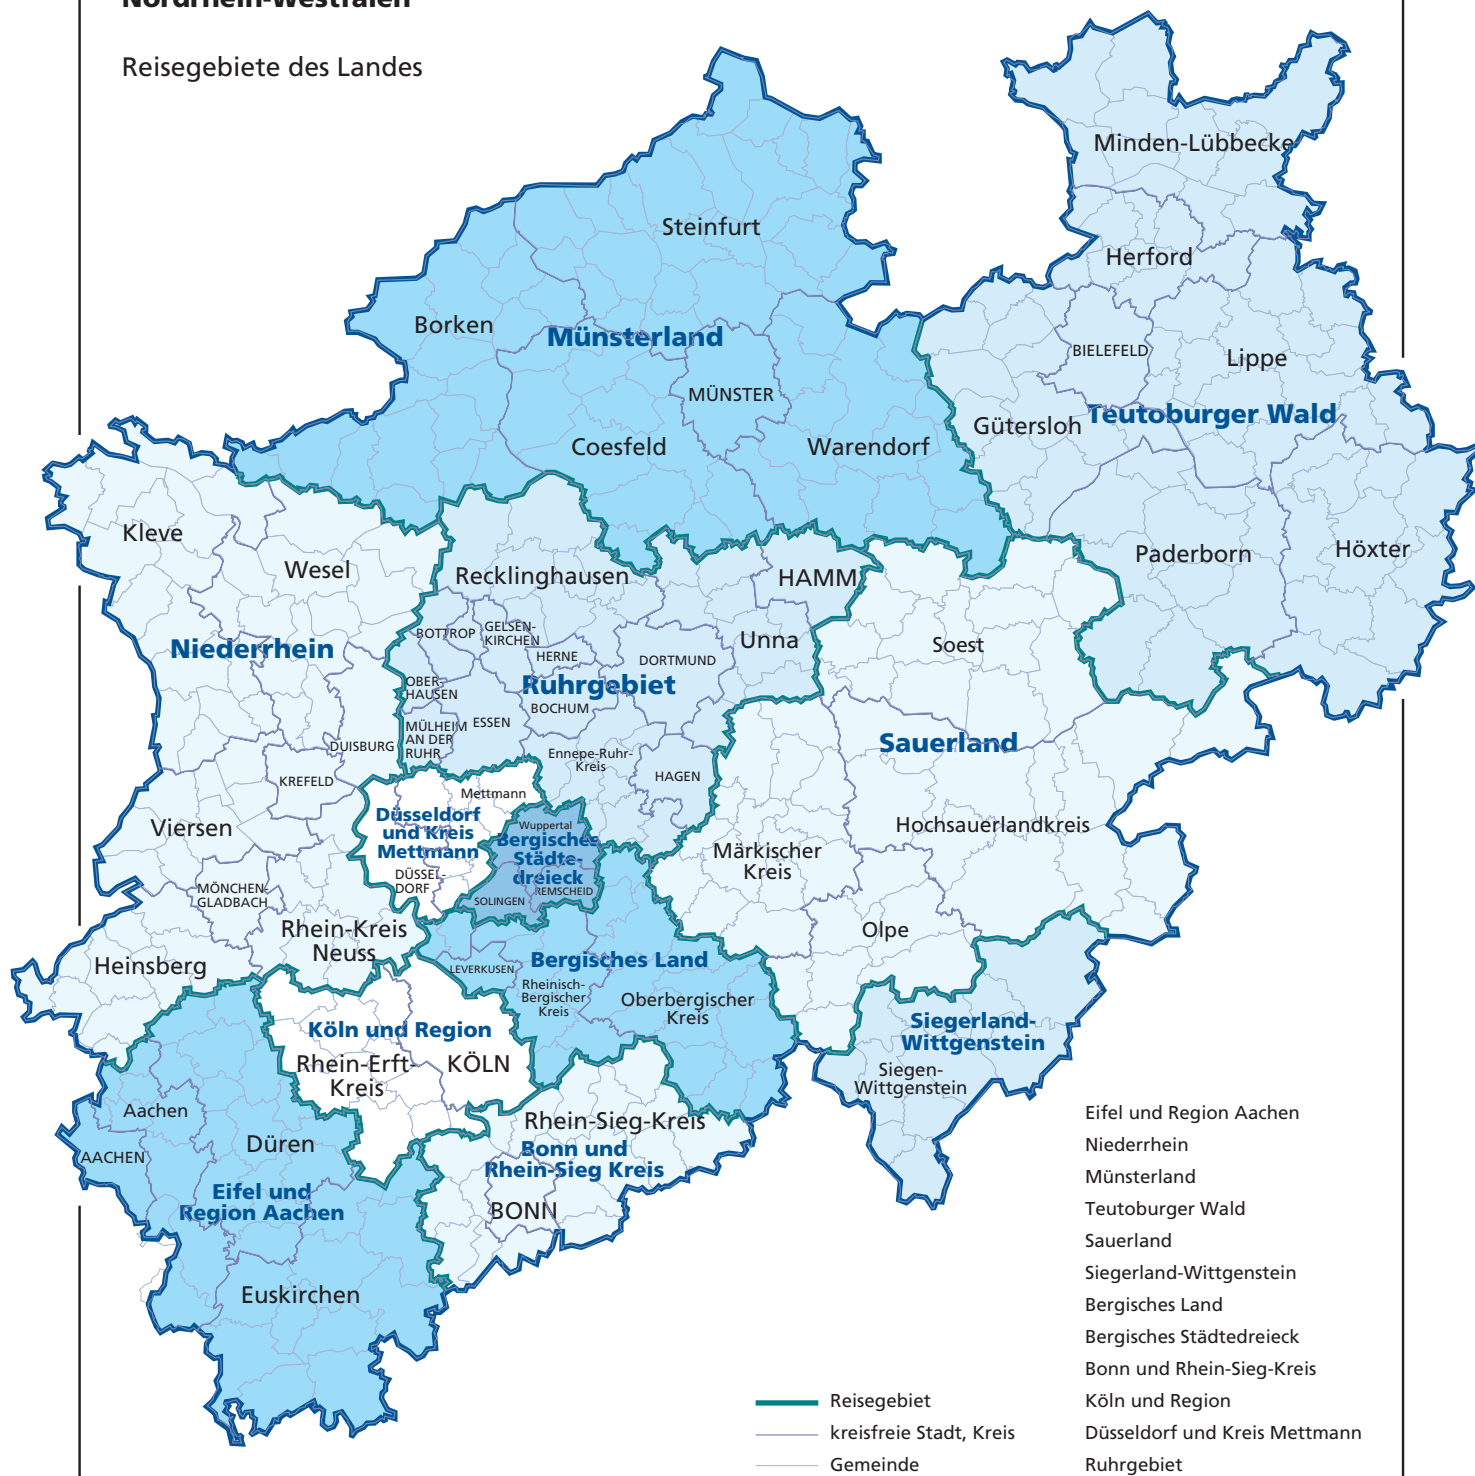 Nordrhein-Westfalen
Reisegebiete des Landes
Minden-Lübbecke
Steinfurt
Herford
Borken
Münsterland
BIELEFELD
Lippe
MÜNSTER
Teutoburger Wald
Gütersloh
Coesfeld
Warendorf
Kleve
Wesel
Recklinghausen
HAMM
Paderborn
Höxter
BOTTROP
GELSEN-
KIRCHEN
HERNE
DORTMUND
Unna
Soest
Niederrhein
OBER-
HAUSEN
Ruhrgebiet
BOCHUM
MÜLHEIM
AN DER
RUHR
ESSEN
DUISBURG
Sauerland
Ennepe-Ruhr-
Kreis
HAGEN
KREFELD
Mettmann
Düsseldorf
und Kreis
Mettmann
Viersen
Wuppertal
Bergisches
Städte-
dreieck
Hochsauerlandkreis
Märkischer
Kreis
DÜSSEL-
DORF
REMSCHEID
SOLINGEN
MÖNCHEN-
GLADBACH
Rhein-Kreis
Neuss
Olpe
Heinsberg
LEVERKUSEN
Bergisches Land
Rheinisch-
Bergischer
Kreis
Oberbergischer
Kreis
Köln und Region
Siegerland-
Wittgenstein
Rhein-Erft-
Kreis
KÖLN
Siegen-
Wittgenstein
Aachen
Düren
Rhein-Sieg-Kreis
Bonn und
Rhein-Sieg Kreis
AACHEN
Eifel und
Region Aachen
BONN
Euskirchen
Eifel und Region Aachen
Niederrhein
Münsterland
Teutoburger Wald
Sauerland
Siegerland-Wittgenstein
Bergisches Land
Bergisches Städtedreieck
Bonn und Rhein-Sieg-Kreis
Köln und Region
Düsseldorf und Kreis Mettmann
Ruhrgebiet
Reisegebiet
kreisfreie Stadt, Kreis
Gemeinde